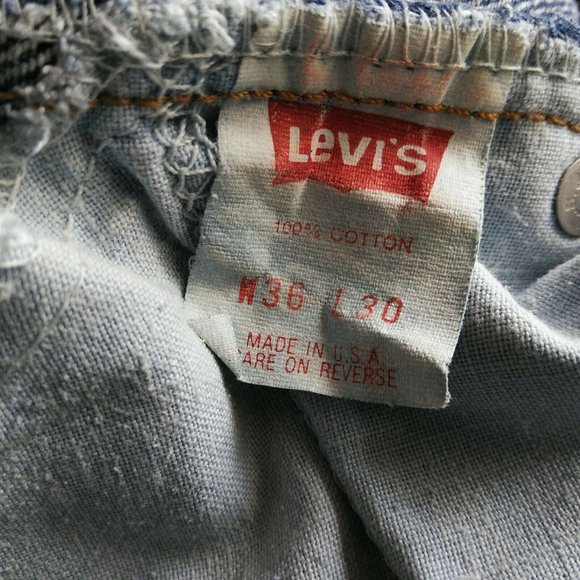 Levi's
100% COTTON
W36 L30
MADE IN U.S.A.
CARE ON REVERSE